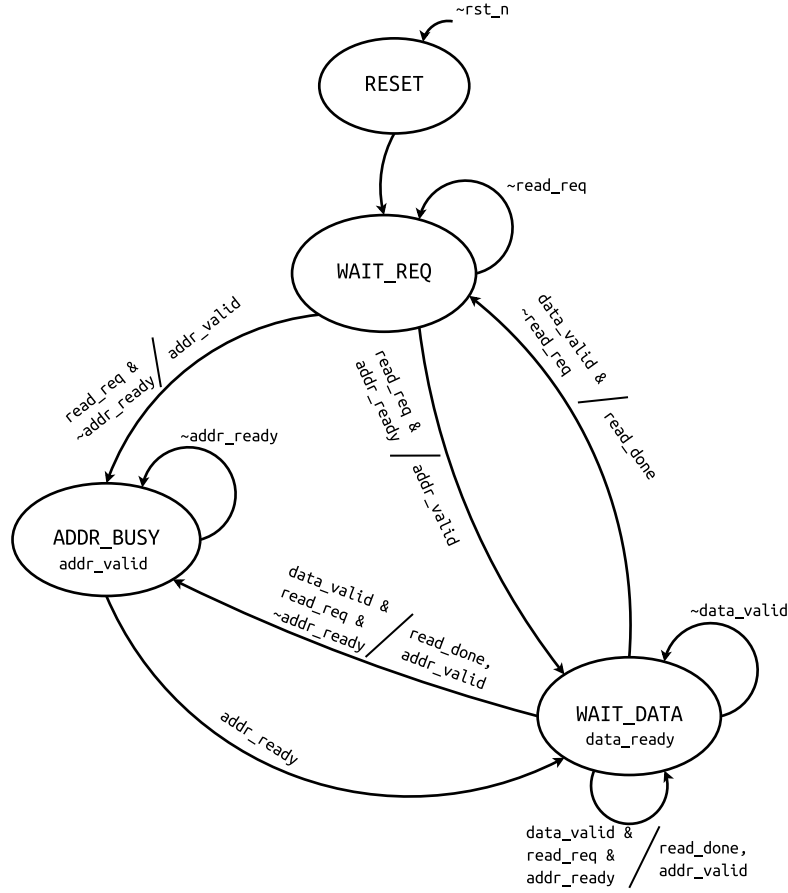 ~rst_n
RESET
~read_req
WAIT_REQ
read_req &
~addr_ready
addr_valid
read_req &
addr_ready
addr_valid
data_valid &
~read_req
read_done
~addr_ready
ADDR_BUSY
addr_valid
data_valid &
read_req &
~addr_ready
read_done,
addr_valid
~data_valid
WAIT_DATA
data_ready
addr_ready
data_valid &
read_req &
addr_ready
read_done,
addr_valid